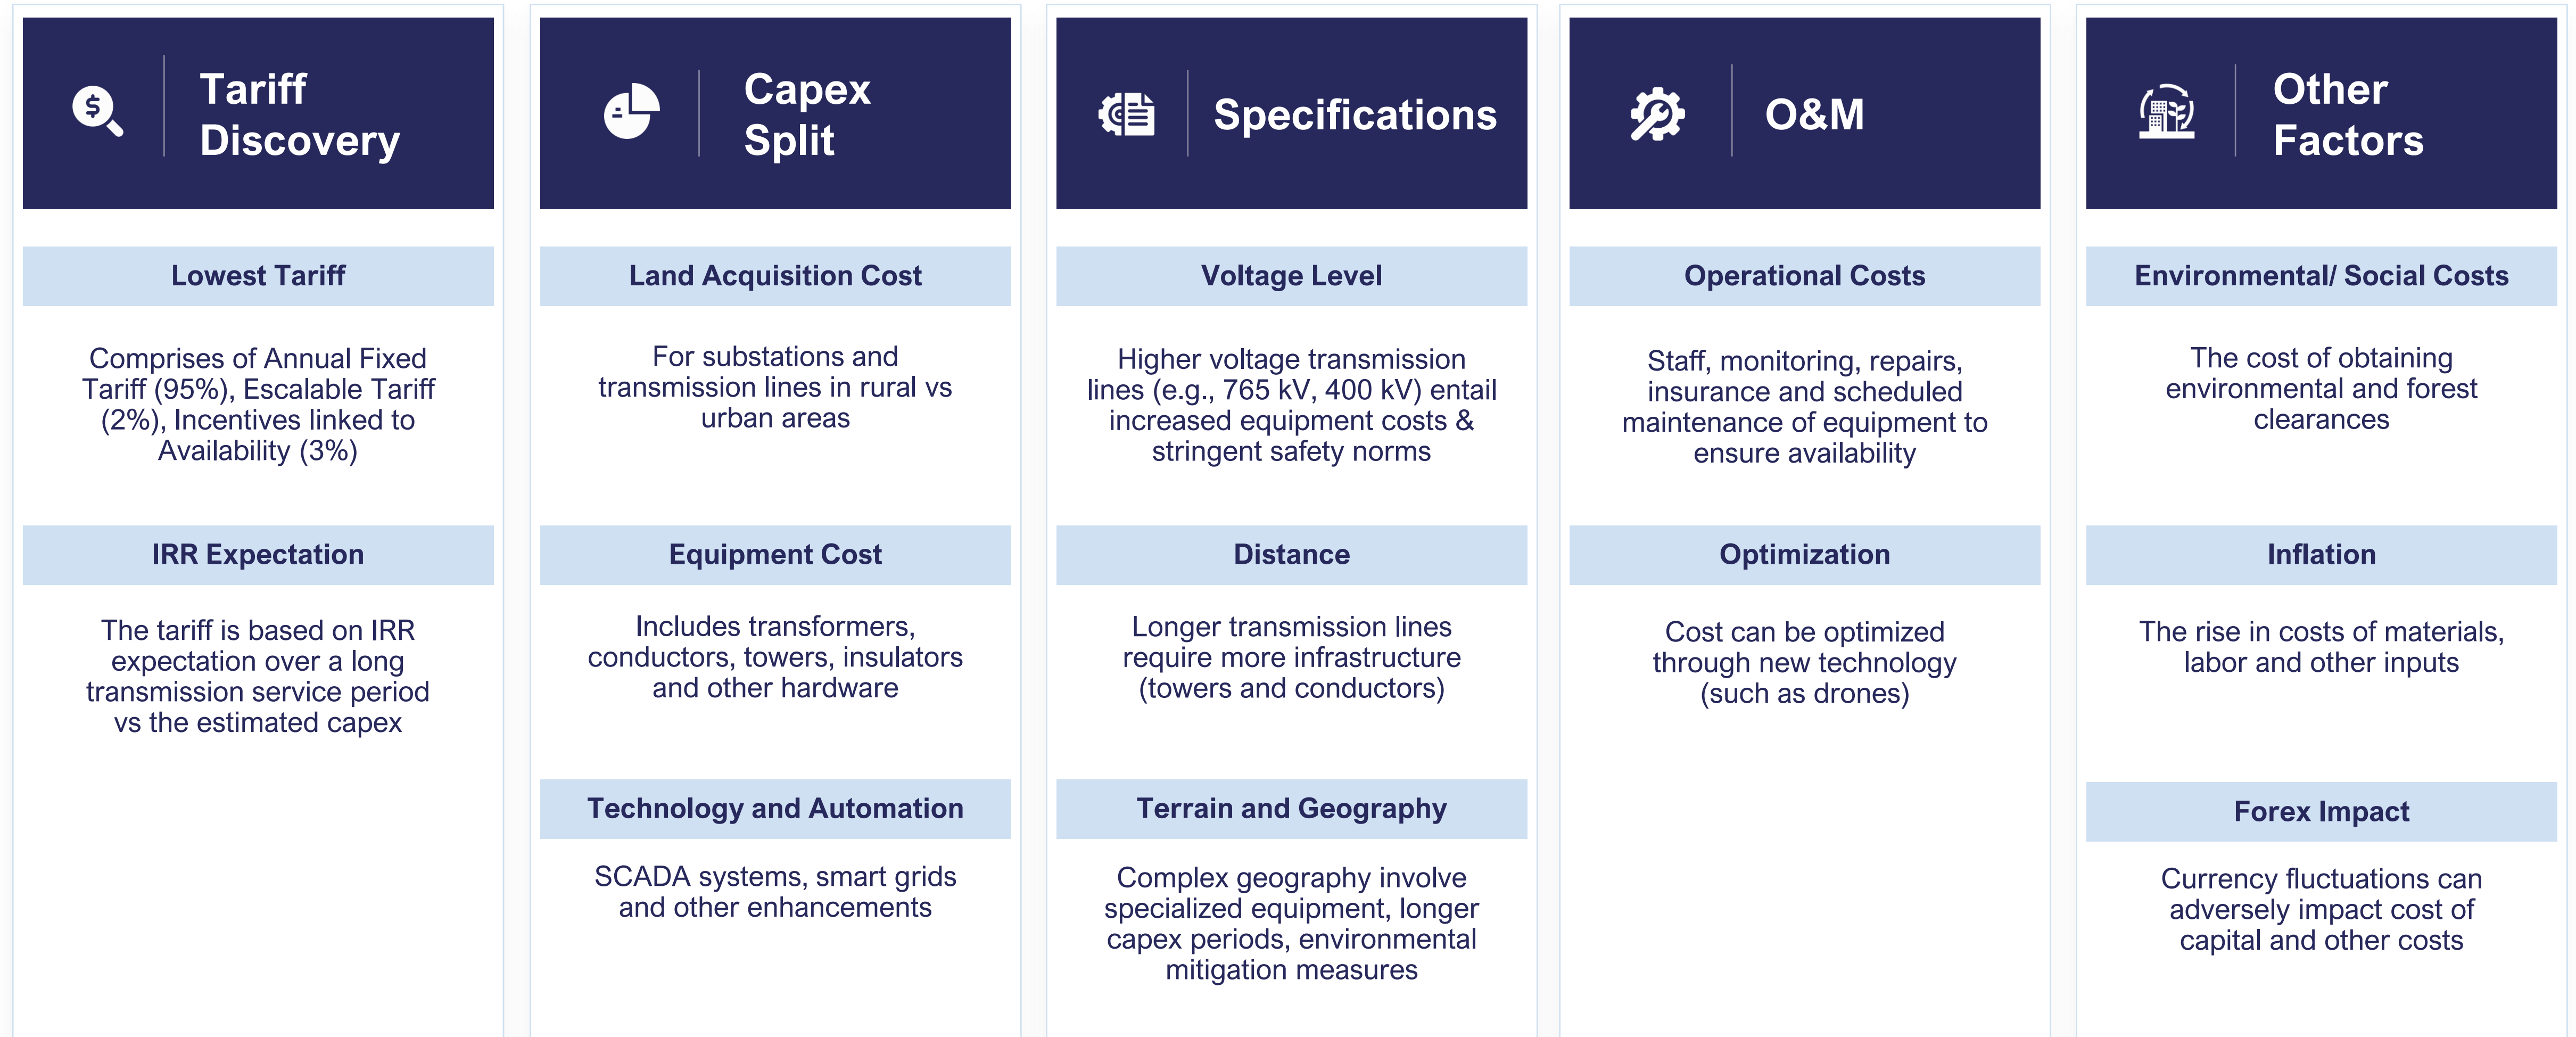 Tariff
Discovery
Lowest Tariff
Comprises of Annual Fixed
Tariff (95%), Escalable Tariff
(2%), Incentives linked to
Availability (3%)
IRR Expectation
The tariff is based on IRR
expectation over a long
transmission service period
vs the estimated capex
Capex
Split
Land Acquisition Cost
For substations and
transmission lines in rural vs
urban areas
Equipment Cost
Includes transformers,
conductors, towers, insulators
and other hardware
Technology and Automation
SCADA systems, smart grids
and other enhancements
Specifications
Voltage Level
Higher voltage transmission
lines (e.g., 765 kV, 400 kV) entail
increased equipment costs &
stringent safety norms
Distance
Longer transmission lines
require more infrastructure
(towers and conductors)
Terrain and Geography
Complex geography involve
specialized equipment, longer
capex periods, environmental
mitigation measures
O&M
Operational Costs
Staff, monitoring, repairs,
insurance and scheduled
maintenance of equipment to
ensure availability
Optimization
Cost can be optimized
through new technology
(such as drones)
Other
Factors
Environmental/ Social Costs
The cost of obtaining
environmental and forest
clearances
Inflation
The rise in costs of materials,
labor and other inputs
Forex Impact
Currency fluctuations can
adversely impact cost of
capital and other costs